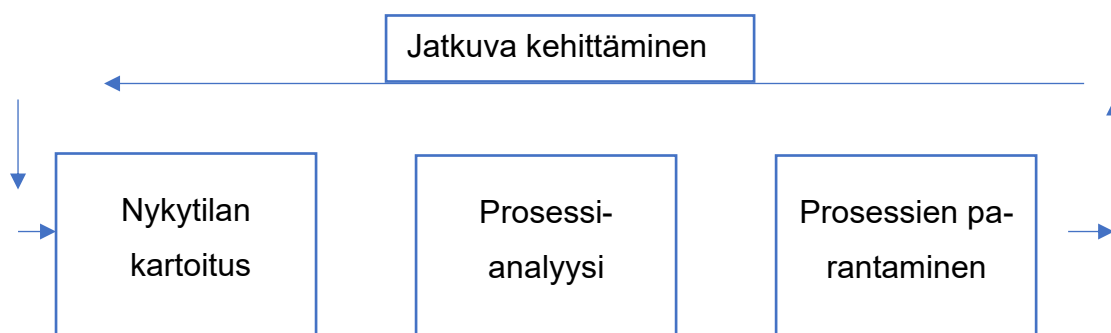 Jatkuva kehittäminen
Nykytilan
kartoitus
Prosessi-
analyysi
Prosessien pa-
rantaminen